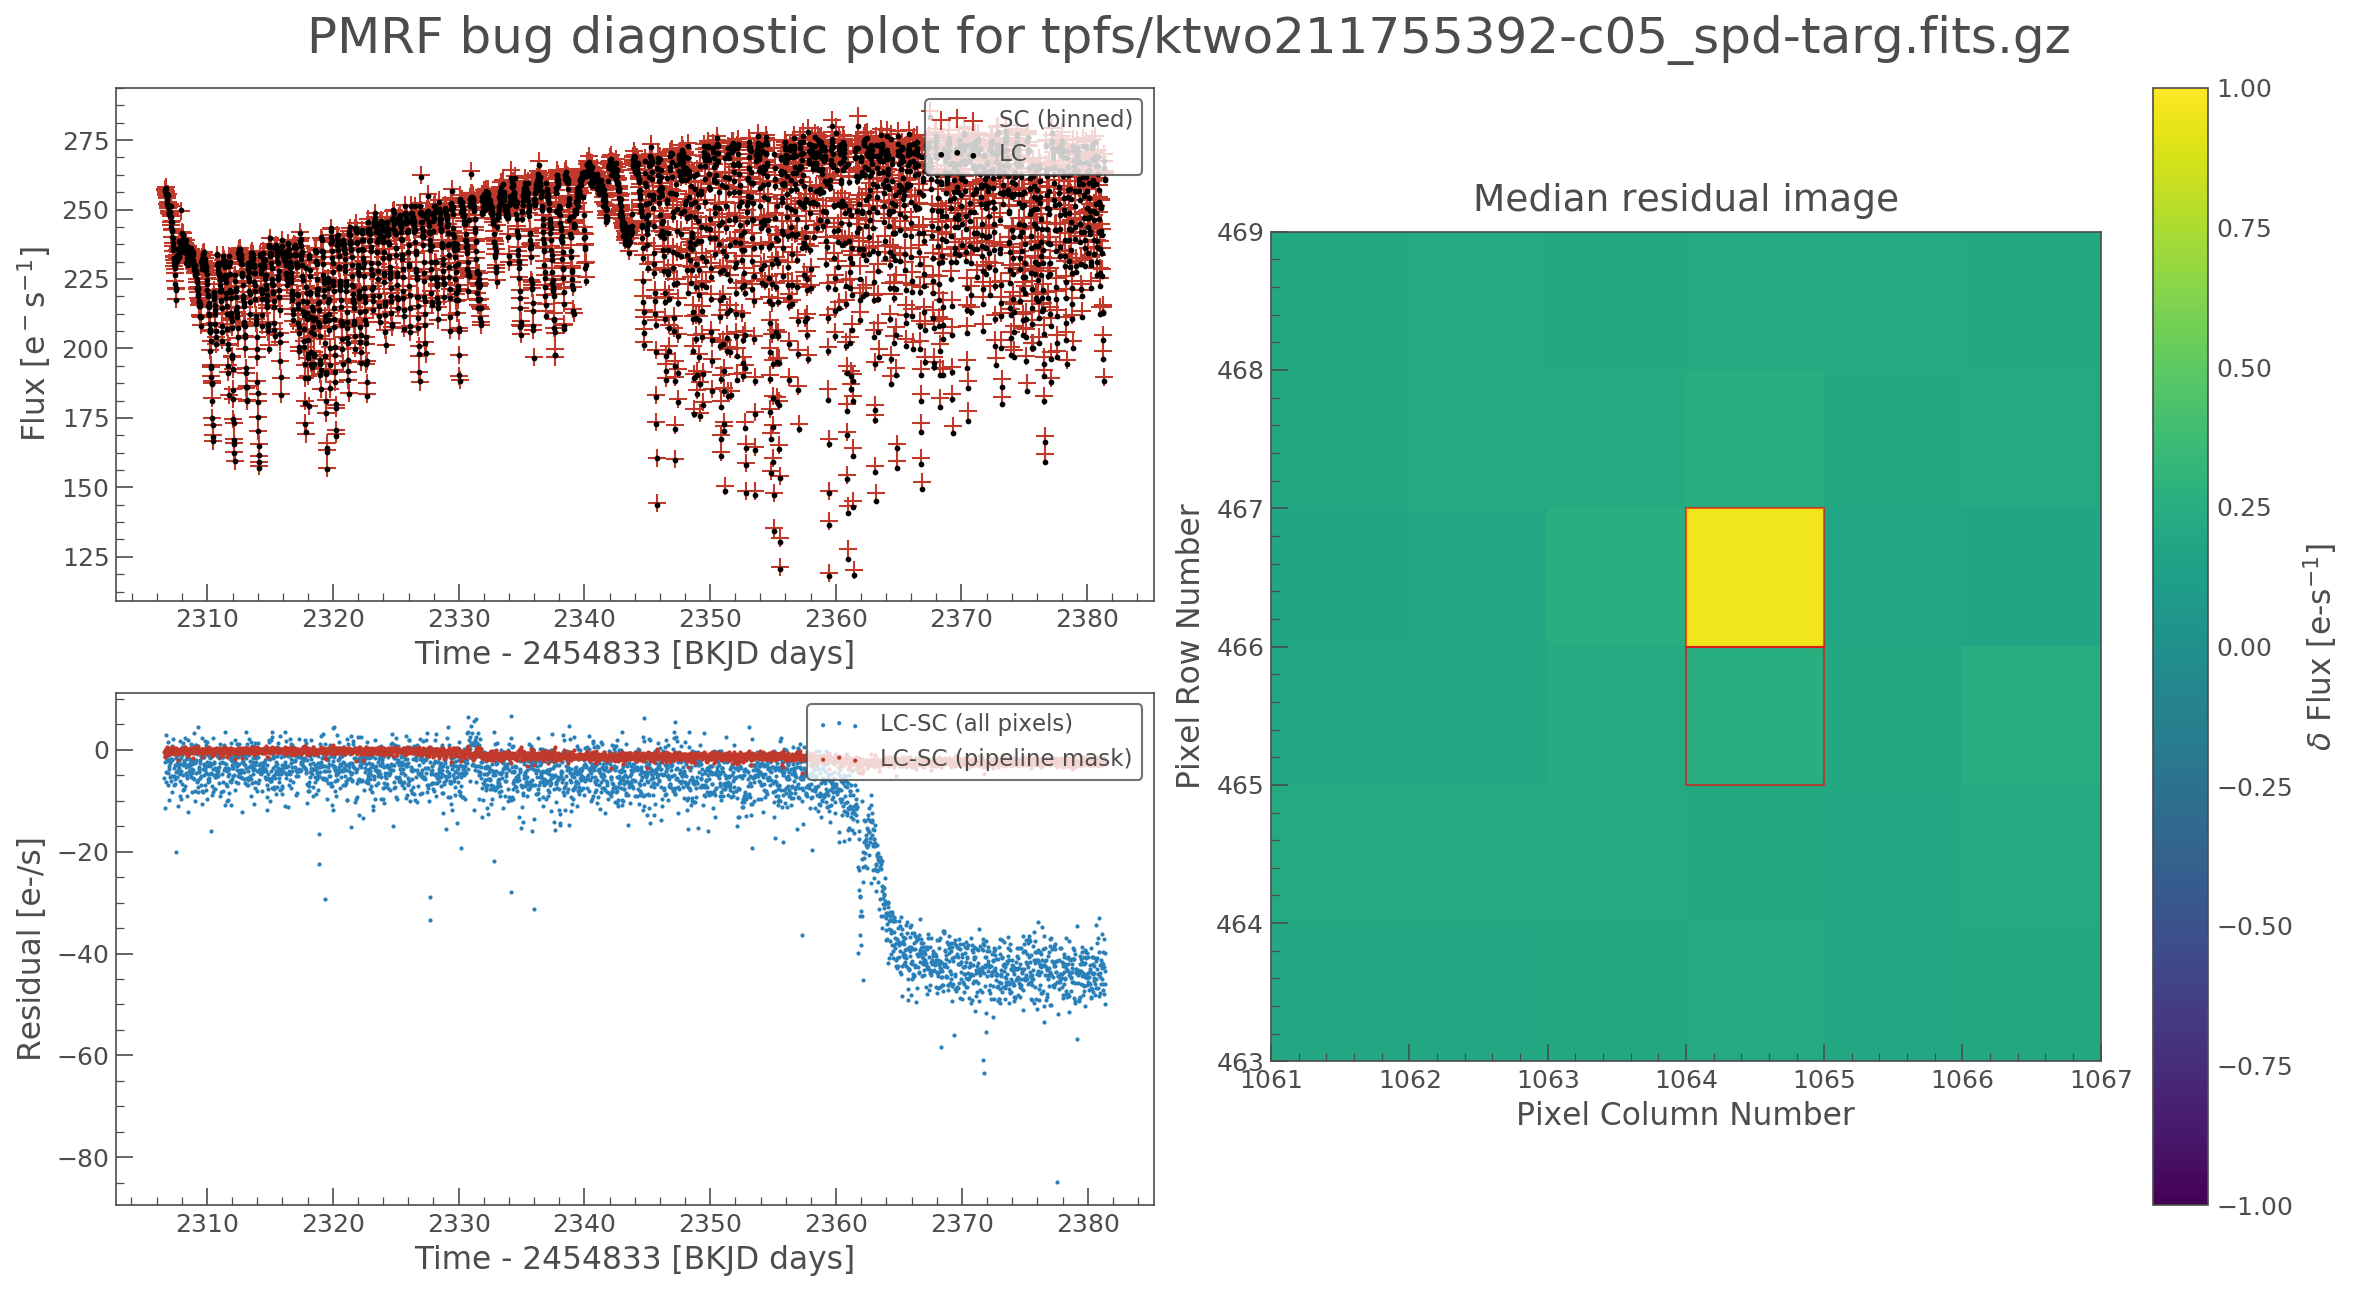 PMRF bug diagnostic plot for tpfs/ktwo211755392-c05_spd-targ.fits.gz
SC (binned)
LC
275
250
225
200
175
150
125
Flux [e⁻ s⁻¹]
2310 2320 2330 2340 2350 2360 2370 2380
Time - 2454833 [BKJD days]
LC-SC (all pixels)
LC-SC (pipeline mask)
0
−20
−40
−60
−80
Residual [e-/s]
2310 2320 2330 2340 2350 2360 2370 2380
Time - 2454833 [BKJD days]
Median residual image
469
468
467
466
465
464
463
Pixel Row Number
1061 1062 1063 1064 1065 1066 1067
Pixel Column Number
1.00
0.75
0.50
0.25
0.00
−0.25
−0.50
−0.75
−1.00
δ Flux [e-s⁻¹]